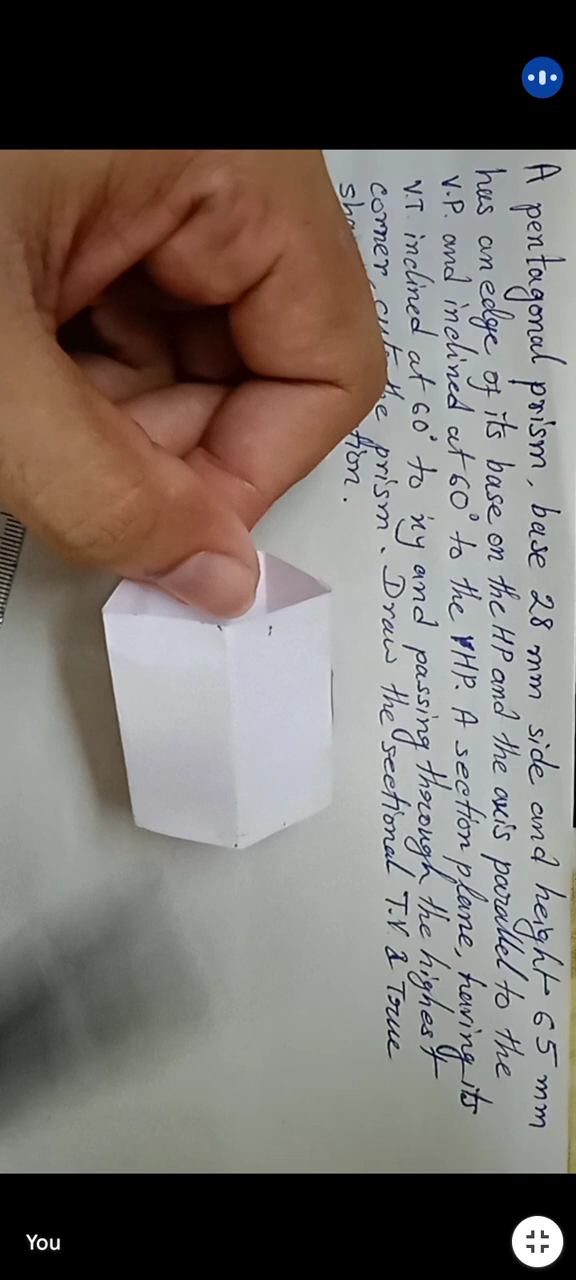 A pentagonal prism, base 28 mm side and height 65 mm
has an edge of its base on the HP and the axis parallel to the
V.P. and inclined at 60° to the HP. A section plane, having its
V.T. inclined at 60° to xy and passing through the highest
corner, cuts the prism. Draw the sectional T.V. & True
You